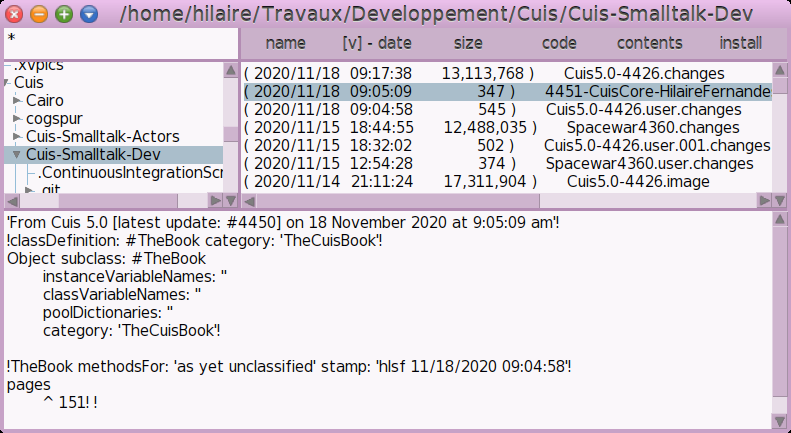 /home/hilaire/Travaux/Developpement/Cuis/Cuis-Smalltalk-Dev
*
name [v] - date size code contents install
.xvpics
Cuis
Cairo
cogspur
Cuis-Smalltalk-Actors
Cuis-Smalltalk-Dev
.ContinuousIntegrationScr
.git
( 2020/11/18 09:17:38 13,113,768 ) Cuis5.0-4426.changes
( 2020/11/18 09:05:09 347 ) 4451-CuisCore-HilaireFernande
( 2020/11/18 09:04:58 545 ) Cuis5.0-4426.user.changes
( 2020/11/15 18:44:55 12,488,035 ) Spacewar4360.changes
( 2020/11/15 18:32:02 502 ) Cuis5.0-4426.user.001.changes
( 2020/11/15 12:54:28 374 ) Spacewar4360.user.changes
( 2020/11/14 21:11:24 17,311,904 ) Cuis5.0-4426.image
'From Cuis 5.0 [latest update: #4450] on 18 November 2020 at 9:05:09 am'!
!classDefinition: #TheBook category: 'TheCuisBook'!
Object subclass: #TheBook
instanceVariableNames: ''
classVariableNames: ''
poolDictionaries: ''
category: 'TheCuisBook'!
!TheBook methodsFor: 'as yet unclassified' stamp: 'hlsf 11/18/2020 09:04:58'!
pages
^ 151! !